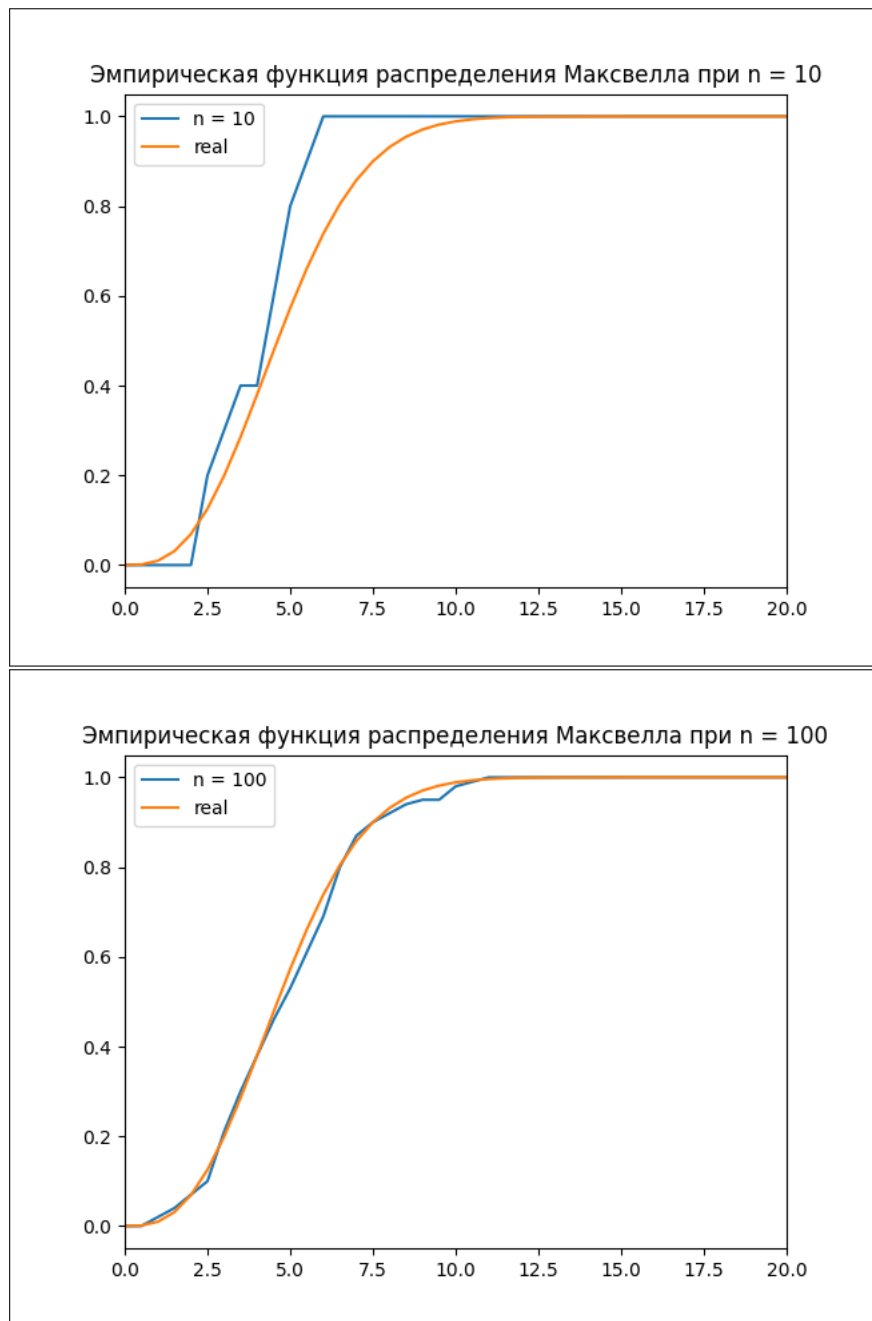 Эмпирическая функция распределения Максвелла при n = 10
n = 10
real
1.0
0.8
0.6
0.4
0.2
0.0
0.0 2.5 5.0 7.5 10.0 12.5 15.0 17.5 20.0
Эмпирическая функция распределения Максвелла при n = 100
n = 100
real
1.0
0.8
0.6
0.4
0.2
0.0
0.0 2.5 5.0 7.5 10.0 12.5 15.0 17.5 20.0